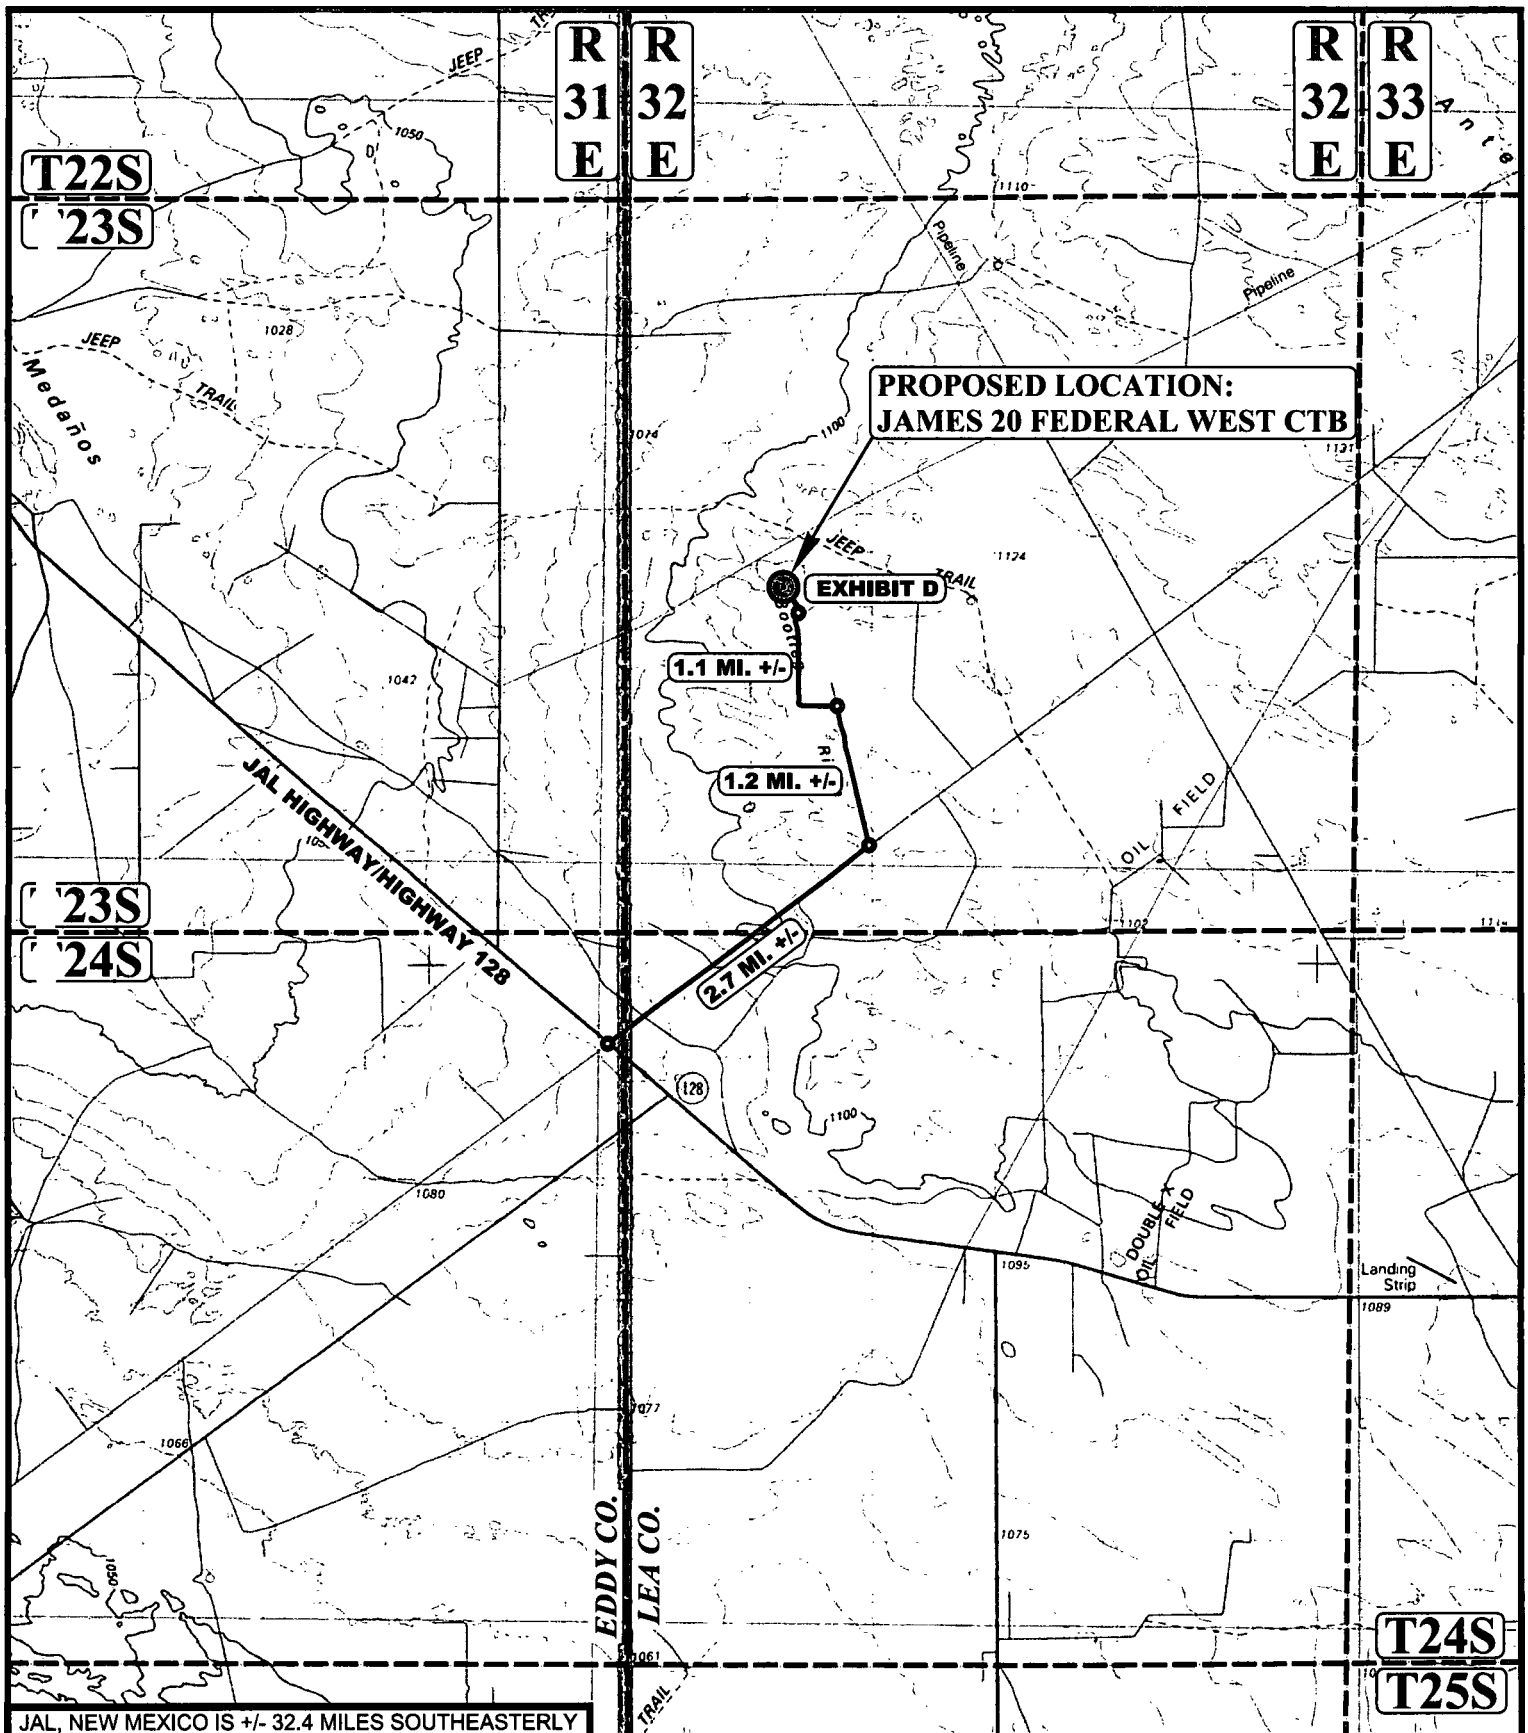 R
31
E
R
32
E
R
32
E
R
33
E
JEEP
1050
T22S
23S
1110
Ante
Pipeline
Pipeline
1028
JEEP
TRAIL
Medaños
PROPOSED LOCATION:
JAMES 20 FEDERAL WEST CTB
1100
1074
1131
JEEP
TRAIL
1124
EXHIBIT D
1.1 MI. +/-
1042
1.2 MI. +/-
JAL HIGHWAY/HIGHWAY 128
OIL FIELD
23S
24S
1102
2.7 MI. +/-
128
1100
1080
DOUBLE X
OIL FIELD
1095
Landing
Strip
1089
1077
1066
1075
1050
EDDY CO.
LEA CO.
1061
TRAIL
T24S
T25S
JAL, NEW MEXICO IS +/- 32.4 MILES SOUTHEASTERLY